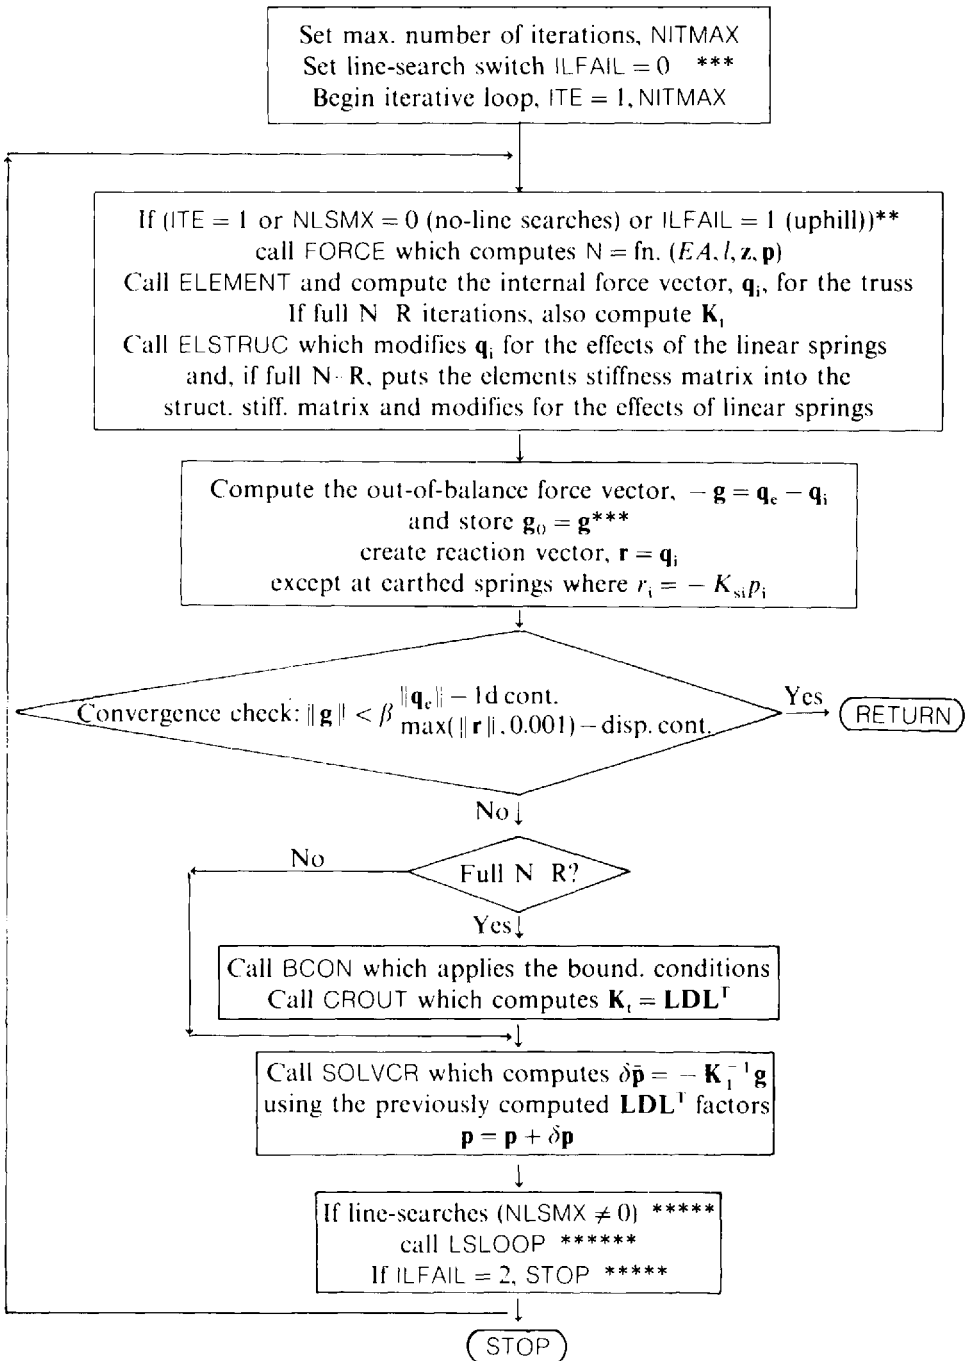 Set max. number of iterations, NITMAX
Set line-search switch ILFAIL = 0 ***
Begin iterative loop, ITE = 1, NITMAX
If (ITE = 1 or NLSMX = 0 (no-line searches) or ILFAIL = 1 (uphill))**
call FORCE which computes N = fn. (EA, l, z, p)
Call ELEMENT and compute the internal force vector, qᵢ, for the truss
If full N R iterations, also compute Kₜ
Call ELSTRUC which modifies qᵢ for the effects of the linear springs
and, if full N-R, puts the elements stiffness matrix into the
struct. stiff. matrix and modifies for the effects of linear springs
Compute the out-of-balance force vector, − g = qₑ − qᵢ
and store g₀ = g***
create reaction vector, r = qᵢ
except at earthed springs where rᵢ = − Kₛᵢpᵢ
Convergence check: ‖g‖ < β ‖qₑ‖ − ld cont.
max(‖r‖, 0.001) − disp. cont.
Yes
RETURN
No
Full N R?
No
Yes
Call BCON which applies the bound. conditions
Call CROUT which computes Kₜ = LDLᵀ
Call SOLVCR which computes δp̄ = − Kₜ⁻¹g
using the previously computed LDLᵀ factors
p = p + δp
If line-searches (NLSMX ≠ 0) *****
call LSLOOP ******
If ILFAIL = 2, STOP *****
STOP